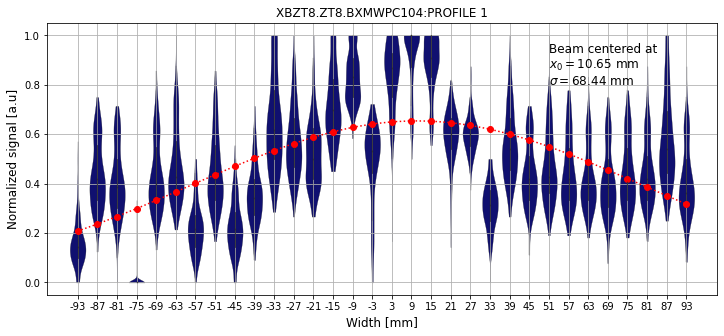 XBZT8.ZT8.BXMWPC104:PROFILE 1
Normalized signal [a.u]
1.0
0.8
0.6
0.4
0.2
0.0
Beam centered at
x₀ = 10.65 mm
σ = 68.44 mm
-93 -87 -81 -75 -69 -63 -57 -51 -45 -39 -33 -27 -21 -15 -9 -3 3 9 15 21 27 33 39 45 51 57 63 69 75 81 87 93
Width [mm]